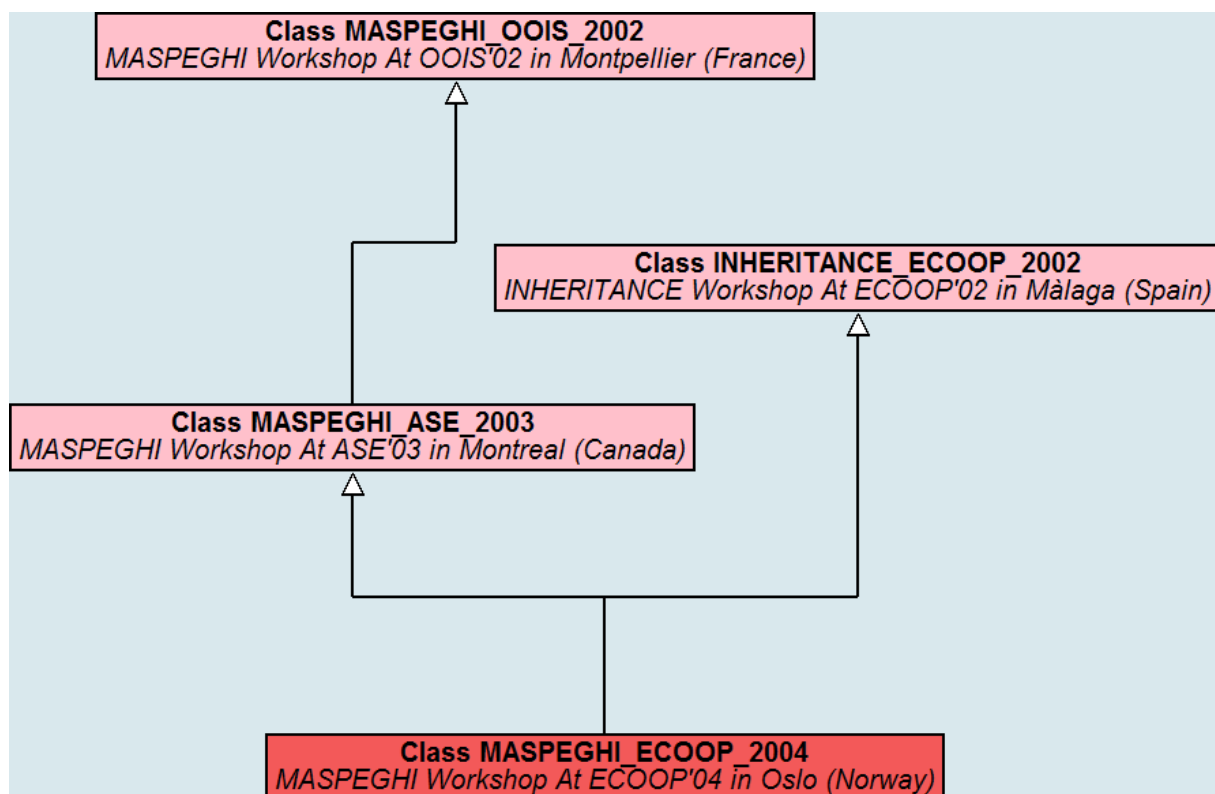 Class MASPEGHI_OOIS_2002
MASPEGHI Workshop At OOIS'02 in Montpellier (France)
Class INHERITANCE_ECOOP_2002
INHERITANCE Workshop At ECOOP'02 in Màlaga (Spain)
Class MASPEGHI_ASE_2003
MASPEGHI Workshop At ASE'03 in Montreal (Canada)
Class MASPEGHI_ECOOP_2004
MASPEGHI Workshop At ECOOP'04 in Oslo (Norway)